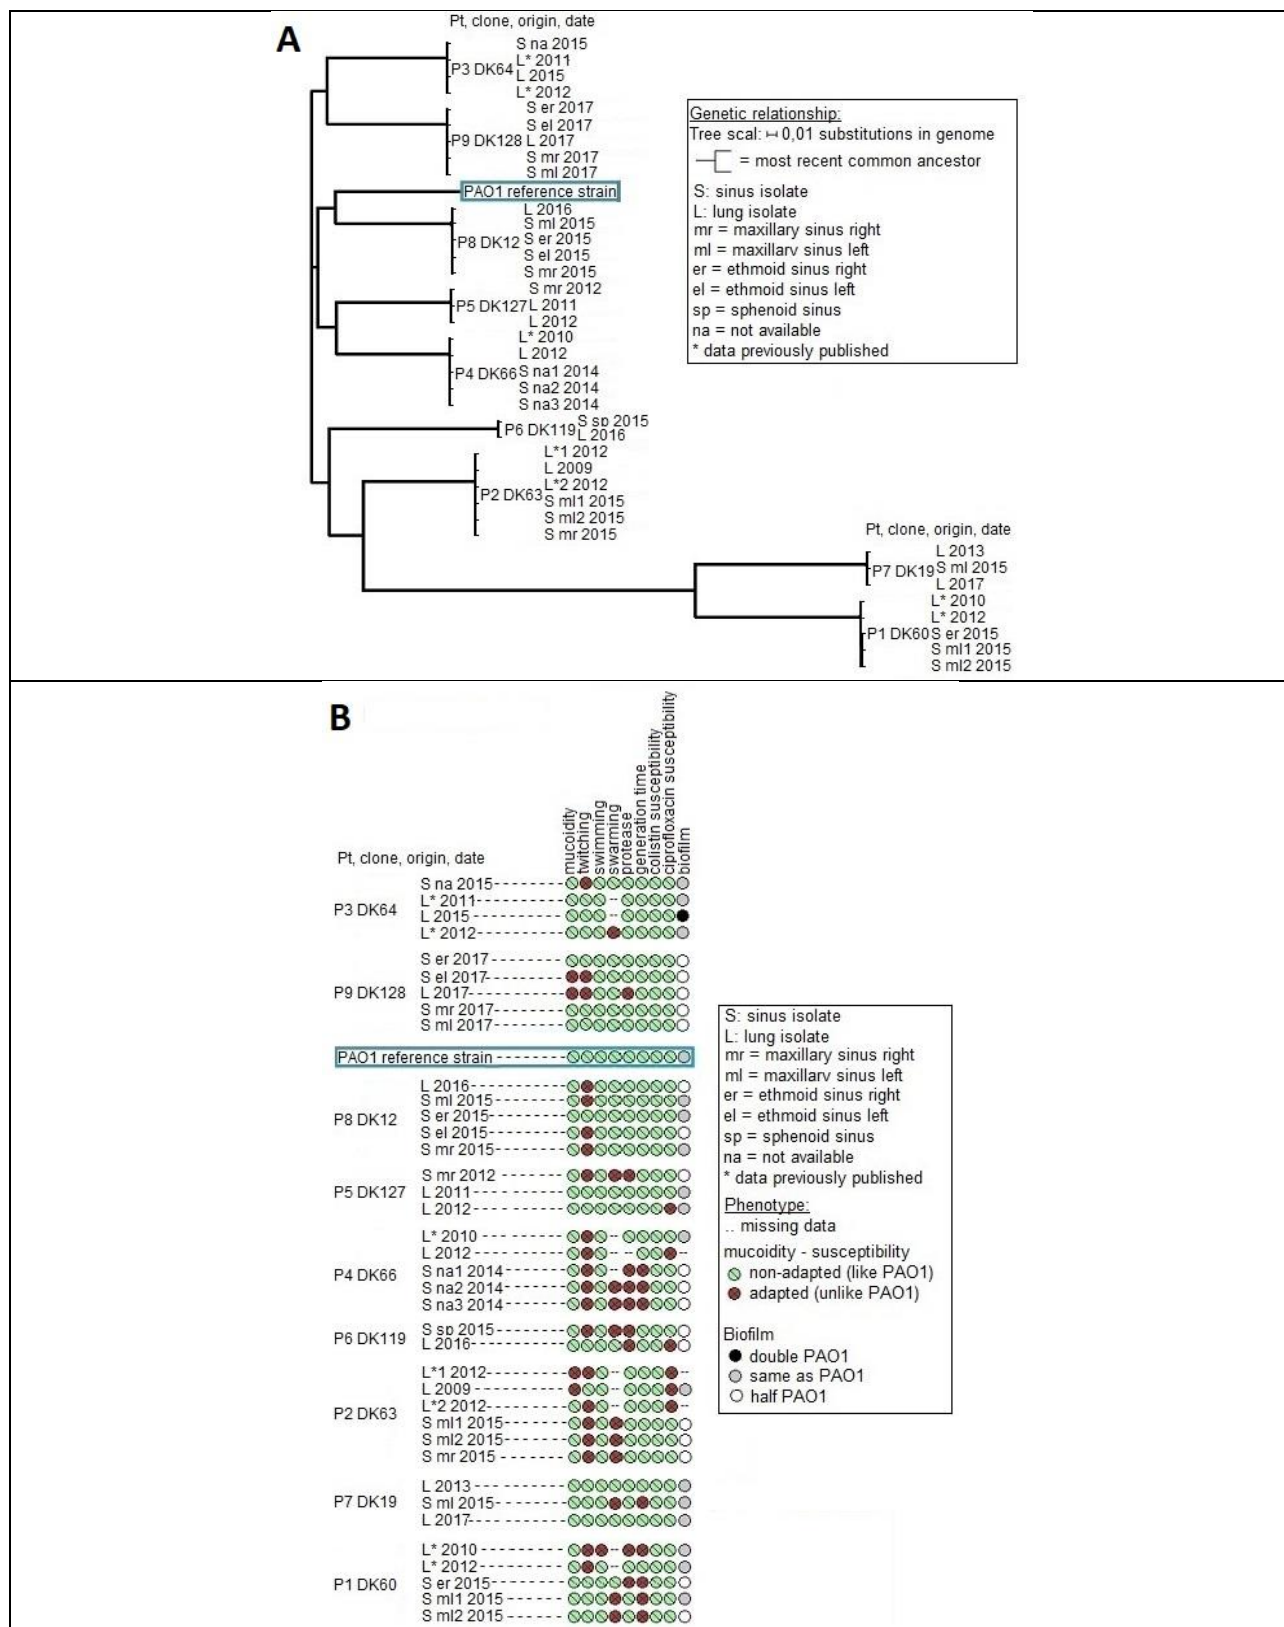 A
Pt, clone, origin, date
S na 2015
L* 2011
P3 DK64
L 2015
L* 2012
S er 2017
S el 2017
P9 DK128
L 2017
S mr 2017
S ml 2017
PAO1 reference strain
L 2016
S ml 2015
P8 DK12
S er 2015
S el 2015
S mr 2015
S mr 2012
P5 DK127
L 2011
L 2012
L* 2010
L 2012
P4 DK66
S na1 2014
S na2 2014
S na3 2014
S sp 2015
P6 DK119
L 2016
L*1 2012
L 2009
L*2 2012
P2 DK63
S ml1 2015
S ml2 2015
S mr 2015
Pt, clone, origin, date
L 2013
P7 DK19
S ml 2015
L 2017
L* 2010
L* 2012
P1 DK60
S er 2015
S ml1 2015
S ml2 2015
Genetic relationship:
Tree scal: 0,01 substitutions in genome
= most recent common ancestor
S: sinus isolate
L: lung isolate
mr = maxillary sinus right
ml = maxillarv sinus left
er = ethmoid sinus right
el = ethmoid sinus left
sp = sphenoid sinus
na = not available
* data previously published
B
mucoidity
twitching
swimming
swarming
protease
generation time
colistin susceptibility
ciprofloxacin susceptibility
biofilm
Pt, clone, origin, date
S na 2015
L* 2011
P3 DK64
L 2015
L* 2012
S er 2017
S el 2017
P9 DK128
L 2017
S mr 2017
S ml 2017
PAO1 reference strain
L 2016
S ml 2015
P8 DK12
S er 2015
S el 2015
S mr 2015
S mr 2012
P5 DK127
L 2011
L 2012
L* 2010
L 2012
P4 DK66
S na1 2014
S na2 2014
S na3 2014
S sp 2015
P6 DK119
L 2016
L*1 2012
L 2009
L*2 2012
P2 DK63
S ml1 2015
S ml2 2015
S mr 2015
L 2013
P7 DK19
S ml 2015
L 2017
L* 2010
L* 2012
P1 DK60
S er 2015
S ml1 2015
S ml2 2015
S: sinus isolate
L: lung isolate
mr = maxillary sinus right
ml = maxillarv sinus left
er = ethmoid sinus right
el = ethmoid sinus left
sp = sphenoid sinus
na = not available
* data previously published
Phenotype:
.. missing data
mucoidity - susceptibility
non-adapted (like PAO1)
adapted (unlike PAO1)
Biofilm
double PAO1
same as PAO1
half PAO1